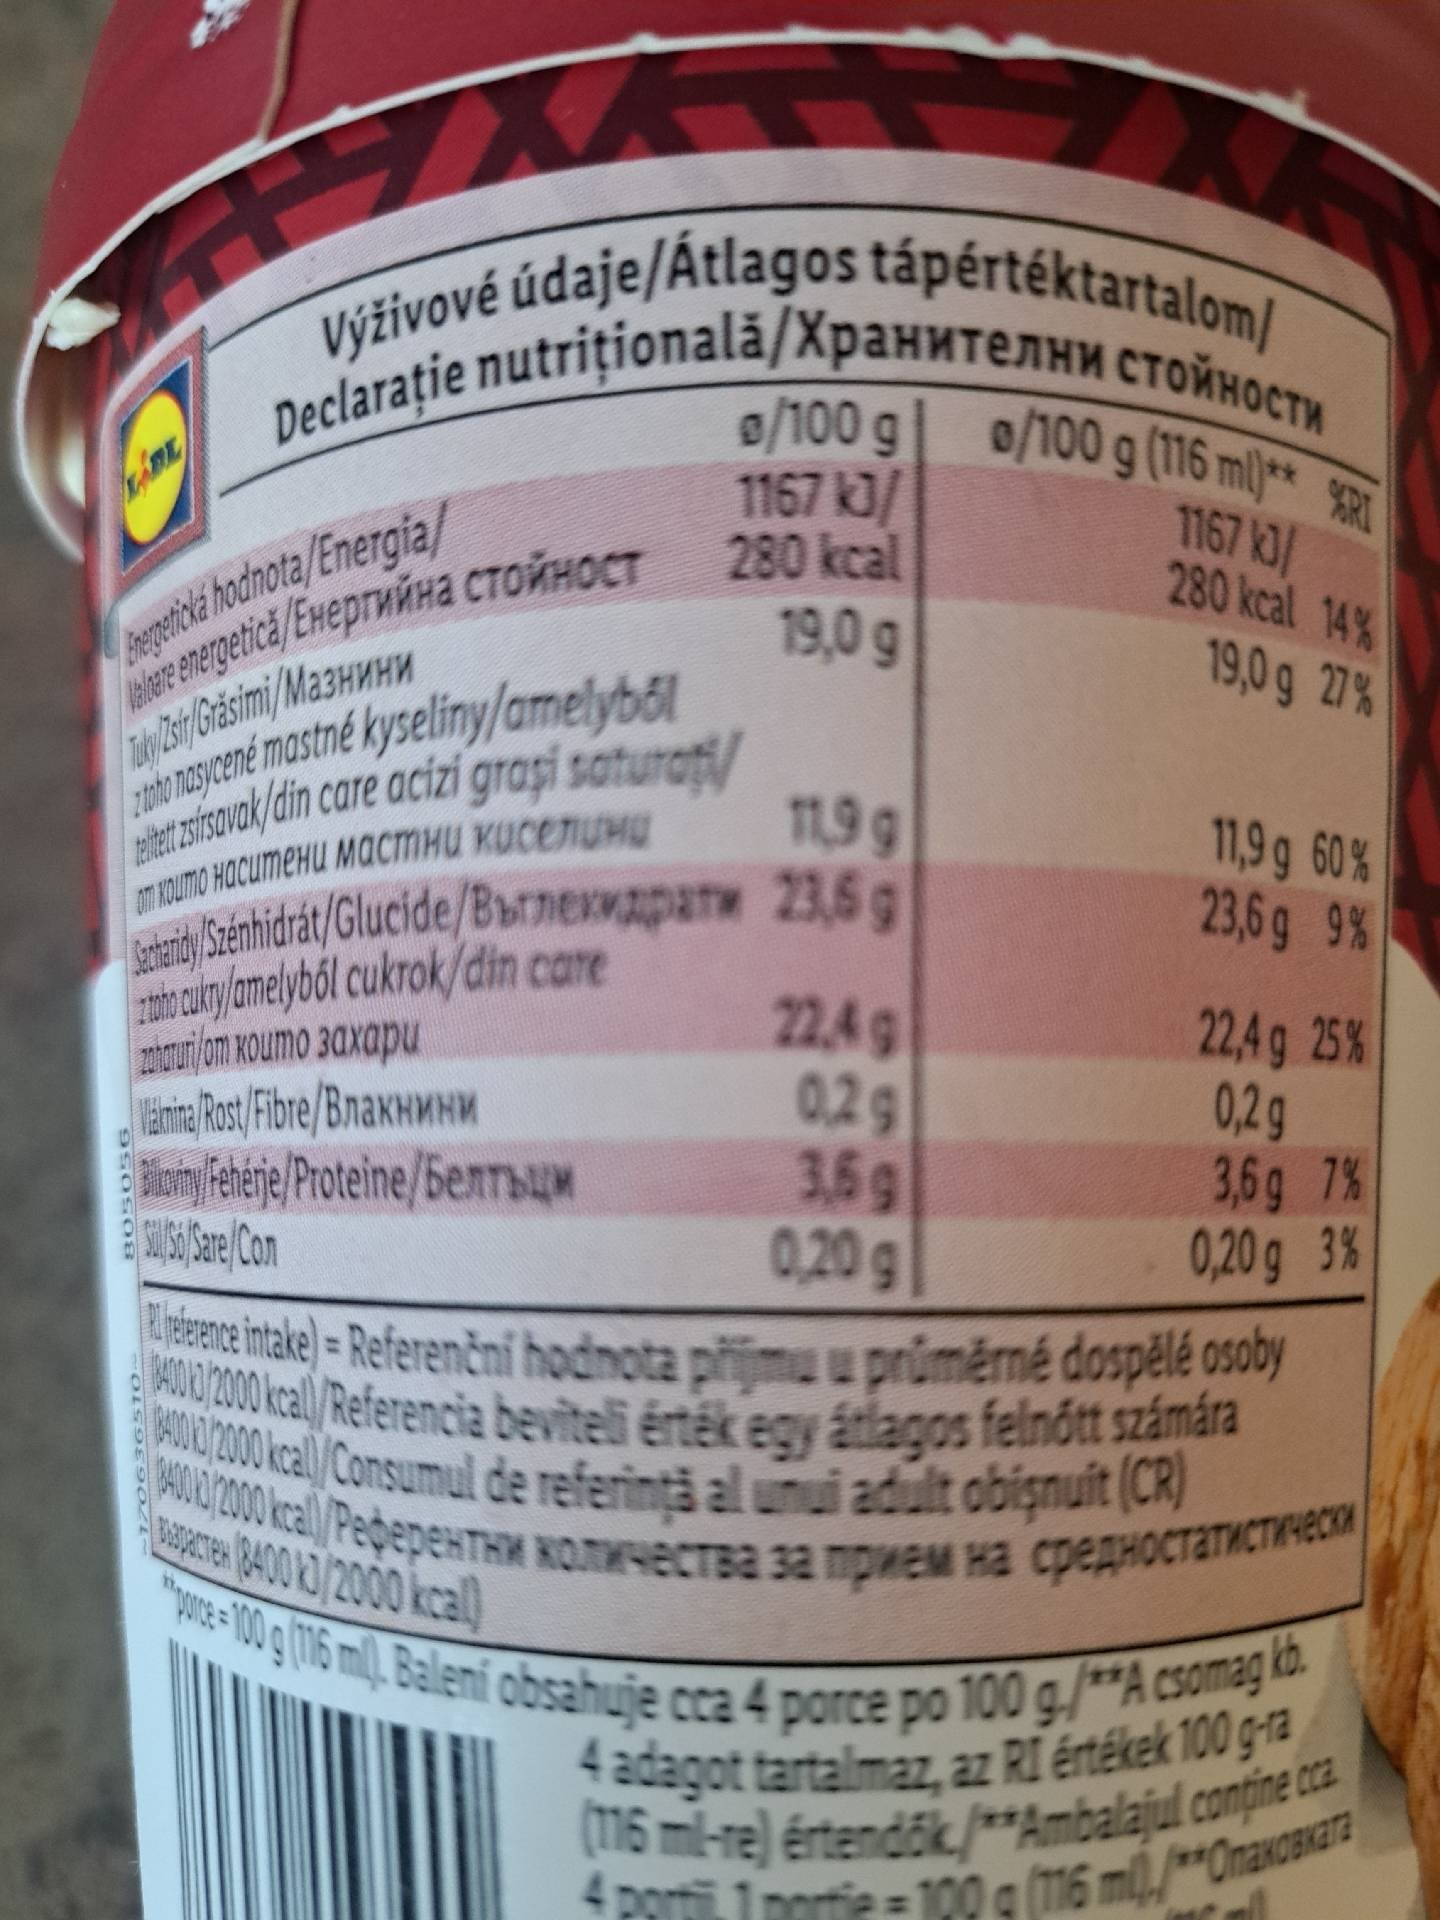 Výživové údaje/Átlagos tápértéktartalom/
Declarație nutrițională/Хранителни стойности
ø/100 g ø/100 g (116 ml)** %RI
LIDL
Energetická hodnota/Energia/ 1167 kJ/ 1167 kJ/
Valoare energetică/Енергийна стойност 280 kcal 280 kcal 14%
Tuky/Zsír/Grăsimi/Мазнини 19,0 g 19,0 g 27%
z toho nasycené mastné kyseliny/amelyből
telített zsírsavak/din care acizi grași saturați/
от които наситени мастни киселини 11,9 g 11,9 g 60%
Sacharidy/Szénhidrát/Glucide/Въглехидрати 23,6 g 23,6 g 9%
z toho cukry/amelyből cukrok/din care
zaharuri/от които захари 22,4 g 22,4 g 25%
Vláknina/Rost/Fibre/Влакнини 0,2 g 0,2 g
Bílkoviny/Fehérje/Proteine/Белтъци 3,6 g 3,6 g 7%
Sůl/Só/Sare/Сол 0,20 g 0,20 g 3%
RI (reference intake) = Referenční hodnota příjmu u průměrné dospělé osoby
(8400 kJ/2000 kcal)/Referencia beviteli érték egy átlagos felnőtt számára
(8400 kJ/2000 kcal)/Consumul de referință al unui adult obișnuit (CR)
(8400 kJ/2000 kcal)/Референтни количества за прием на средностатистически
възрастен (8400 kJ/2000 kcal)
**porce = 100 g (116 ml). Balení obsahuje cca 4 porce po 100 g./**A csomag kb.
4 adagot tartalmaz, az RI értékek 100 g-ra
(116 ml-re) értendők./**Ambalajul conține cca.
4 porții, 1 porție = 100 g (116 ml)./**Опаковката
805056